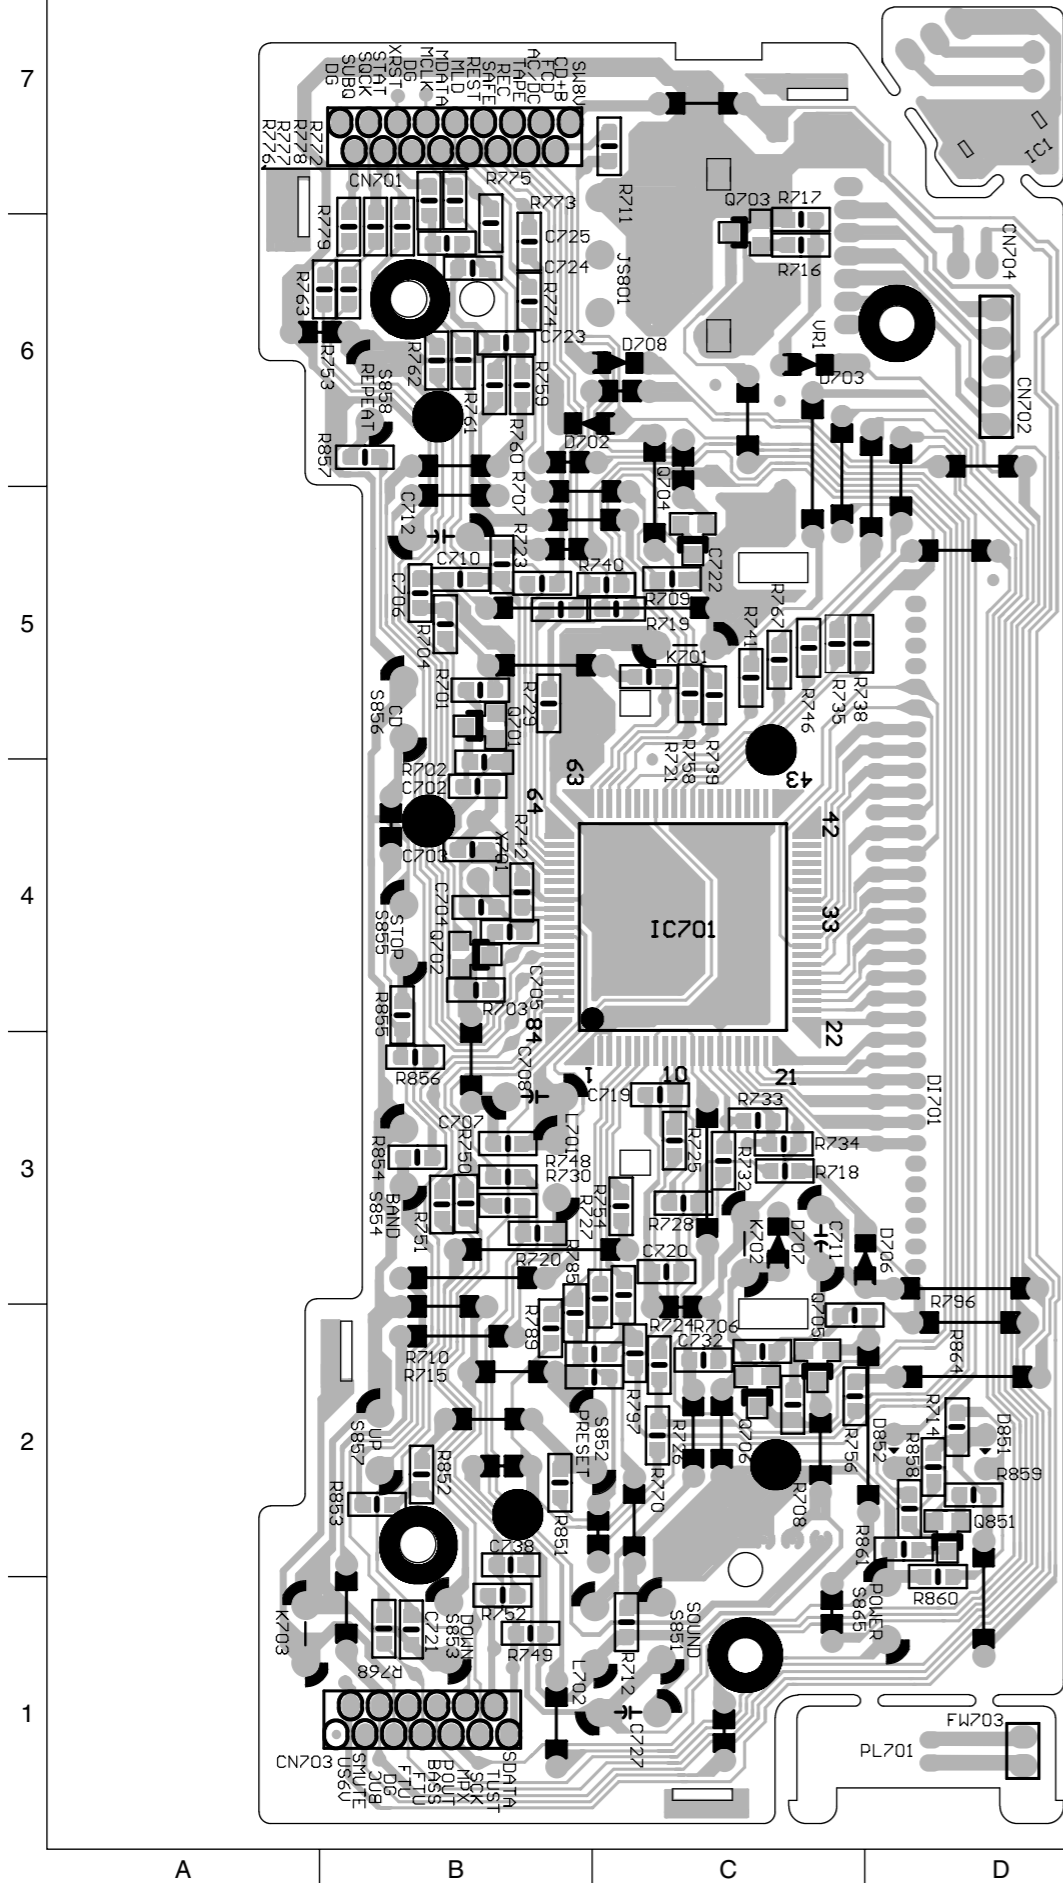 7
6
5
4
3
2
1
A
B
C
D
DG
SUBQ
SQCK
STAT
XRST
DG
MCLK
MDATA
MLD
REST
SAFE
REC
TAPE
AC/DC
FCD
CD+B
SW8V
R776
R777
R778
R772
CN701
R775
R773
R779
C725
C724
R711
JS801
Q703
R717
R716
IC1
CN704
R763
R774
C723
R753
R762
S858
REPEAT
R761
R759
D708
VR1
D703
CN702
D702
R857
R760
R707
Q704
C712
C710
R723
R740
C722
C706
R709
R719
R704
R741
R767
K701
R701
S856
CD
Q701
R729
R746
R735
R738
R702
C702
R721
R758
R739
63
43
64
42
C703
X701
R742
C704
S855
STOP
Q702
IC701
33
C705
R703
R855
84
22
R856
C708
1
10
21
C719
DI701
C707
L701
R733
R734
R725
R732
R718
R854
S854
BAND
R750
R748
R730
R751
R727
R754
R728
K702
D707
C711
D706
R720
C720
R785
R796
R789
R724
R706
Q705
C732
R864
R710
R715
S857
UP
R797
PRESET
S852
R726
Q706
R756
D852
R714
D851
R858
R859
R852
R853
R851
R770
R708
R861
Q851
C738
R860
K703
R752
S865
POWER
C721
S853
DOWN
R749
SOUND
S851
R768
L702
R712
C727
FW703
PL701
CN703
US6V
SMUTE
JUB
DG
FTU
FTU
BASS
POUT
MPX
SCK
TUST
SDATA